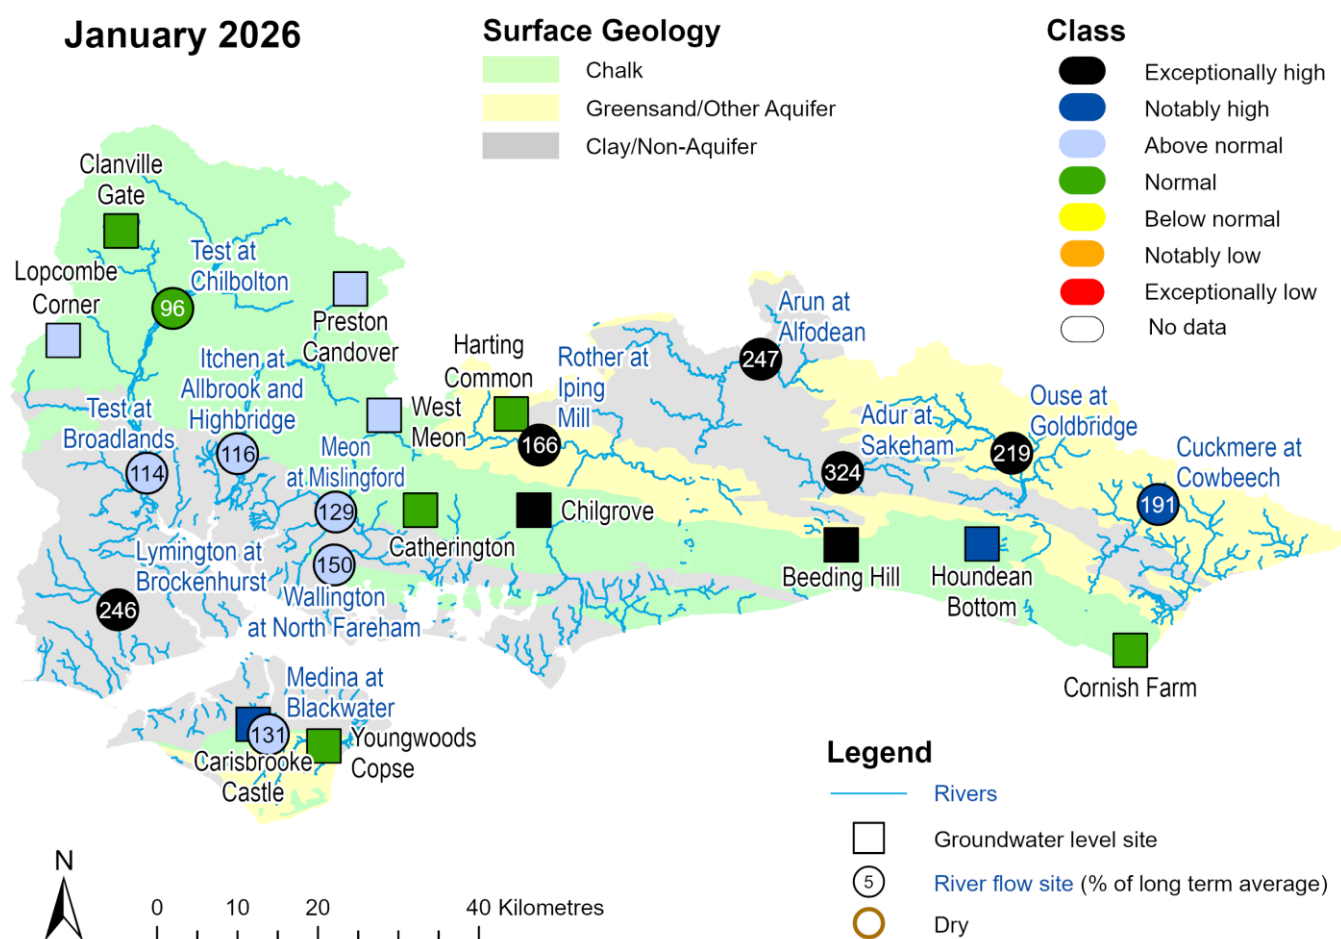 January 2026
Surface Geology
Chalk
Greensand/Other Aquifer
Clay/Non-Aquifer
Class
Exceptionally high
Notably high
Above normal
Normal
Below normal
Notably low
Exceptionally low
No data
Clanville
Gate
Test at
Chilbolton
96
Lopcombe
Corner
Preston
Candover
Itchen at
Allbrook and
Highbridge
116
Test at
Broadlands
114
West
Meon
Meon
at Mislingford
129
Harting
Common
Rother at
Iping
Mill
166
Arun at
Alfodean
247
Adur at
Sakeham
324
Ouse at
Goldbridge
219
Cuckmere at
Cowbeech
191
Catherington
Chilgrove
Beeding Hill
Houndean
Bottom
Cornish Farm
Lymington at
Brockenhurst
246
150
Wallington
at North Fareham
Medina at
Blackwater
131
Carisbrooke
Castle
Youngwoods
Copse
N
0 10 20 40 Kilometres
Legend
Rivers
Groundwater level site
5 River flow site (% of long term average)
Dry